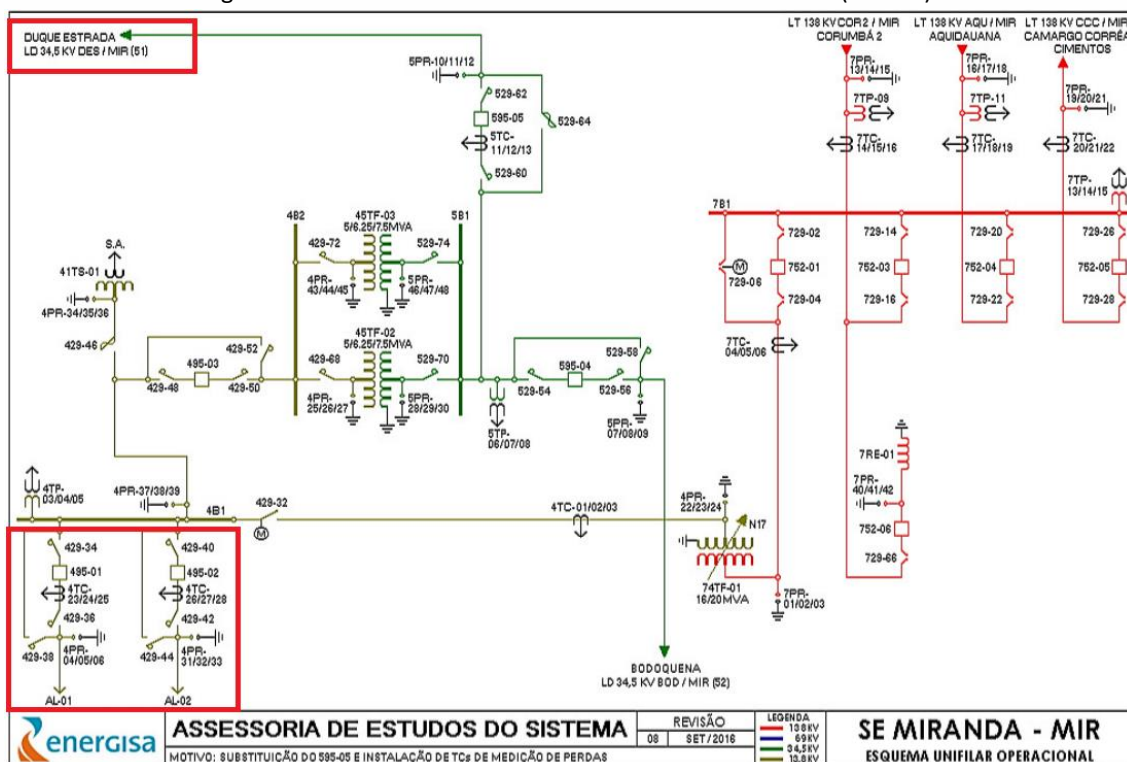 DUQUE ESTRADA
LD 34,5 KV DES / MIR (51)
LT 138 KV COR2 / MIR
CORUMBÁ 2
LT 138 KV AQU / MIR
AQUIDAUANA
LT 138 KV CCC / MIR
CAMARGO CORRÊA
CIMENTOS
5PR-10/11/12
529-62
595-05
529-64
5TC-
11/12/13
529-60
7PR-
13/14/15
7TP-09
7TC-
14/15/16
7PR-
16/17/18
7TP-11
7TC-
17/18/19
7PR-
19/20/21
7TC-
20/21/22
7TP-
13/14/15
7B1
729-02
752-01
729-04
729-06
M
7TC-
04/05/06
729-14
752-03
729-16
729-20
752-04
729-22
729-26
752-05
729-28
4B2
45TF-03
5/6.25/7.5MVA
5B1
429-72
529-74
4PR-
43/44/45
5PR-
46/47/48
45TF-02
5/6.25/7.5MVA
429-68
529-70
4PR-
25/26/27
5PR-
28/29/30
S.A.
41TS-01
4PR-34/35/36
429-46
429-52
495-03
429-48
429-50
529-58
595-04
529-54
529-56
5TP-
06/07/08
5PR-
07/08/09
7RE-01
7PR-
40/41/42
752-06
729-66
4TP-
03/04/05
4PR-37/38/39
4B1
429-32
M
4TC-01/02/03
4PR-
22/23/24
N17
74TF-01
16/20MVA
7PR-
01/02/03
429-34
495-01
4TC-
23/24/25
429-36
429-38
4PR-
04/05/06
AL-01
429-40
495-02
4TC-
26/27/28
429-42
429-44
4PR-
31/32/33
AL-02
BODOQUENA
LD 34,5 KV BOD / MIR (52)
energisa
ASSESSORIA DE ESTUDOS DO SISTEMA
MOTIVO: SUBSTITUIÇÃO DO 595-05 E INSTALAÇÃO DE TCs DE MEDIÇÃO DE PERDAS
REVISÃO
08 SET/2016
LEGENDA
138KV
69KV
34,5KV
13,8KV
SE MIRANDA - MIR
ESQUEMA UNIFILAR OPERACIONAL